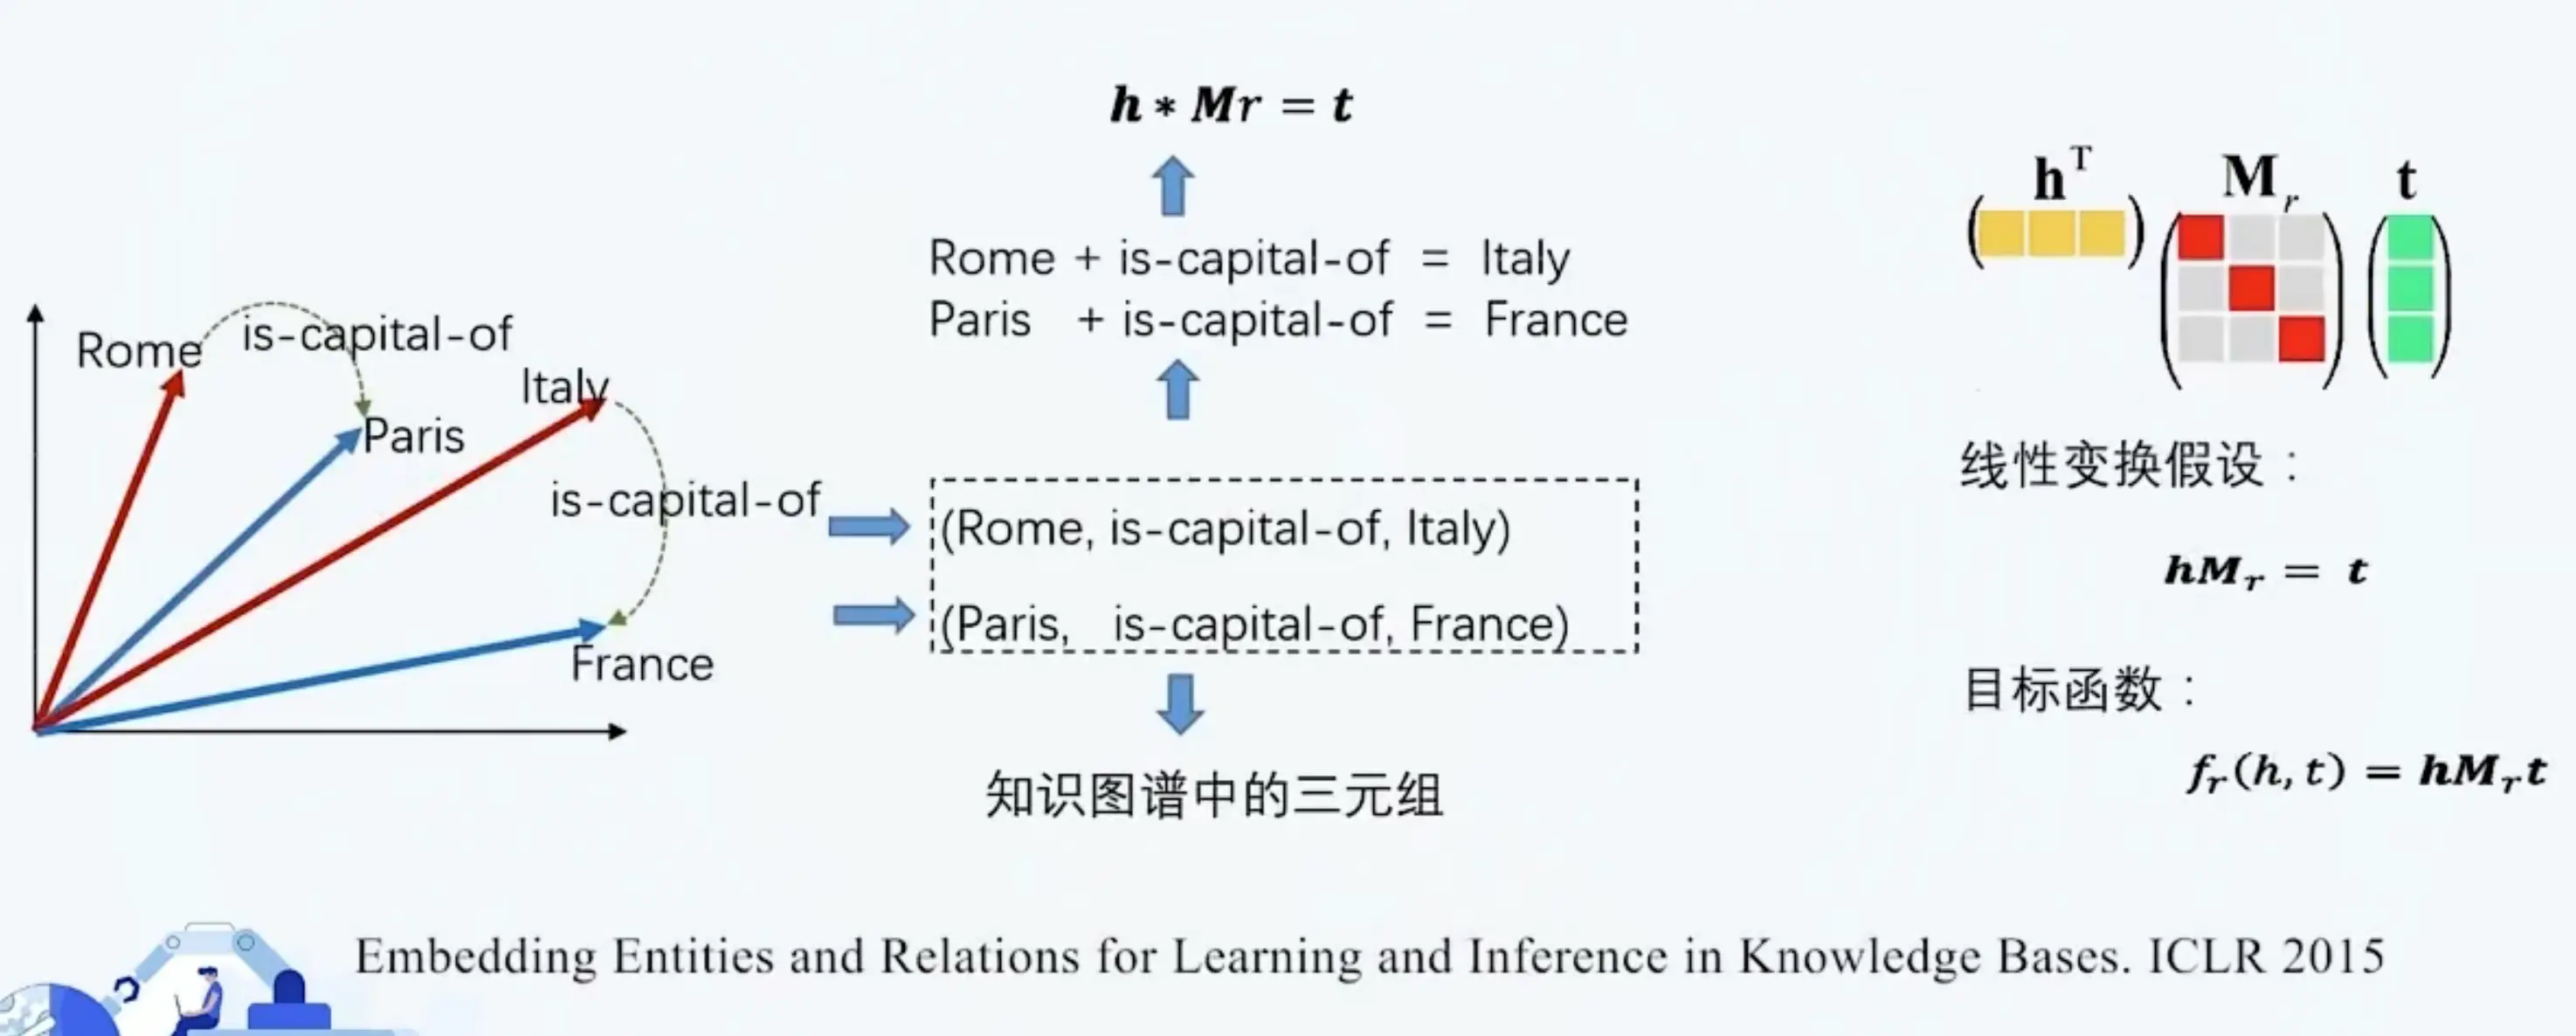 h * Mr = t
Rome + is-capital-of = Italy
Paris + is-capital-of = France
Rome
is-capital-of
Italy
Paris
is-capital-of
France
(Rome, is-capital-of, Italy)
(Paris, is-capital-of, France)
知识图谱中的三元组
h^T M_r t
线性变换假设：
hM_r = t
目标函数：
f_r(h, t) = hM_r t
Embedding Entities and Relations for Learning and Inference in Knowledge Bases. ICLR 2015